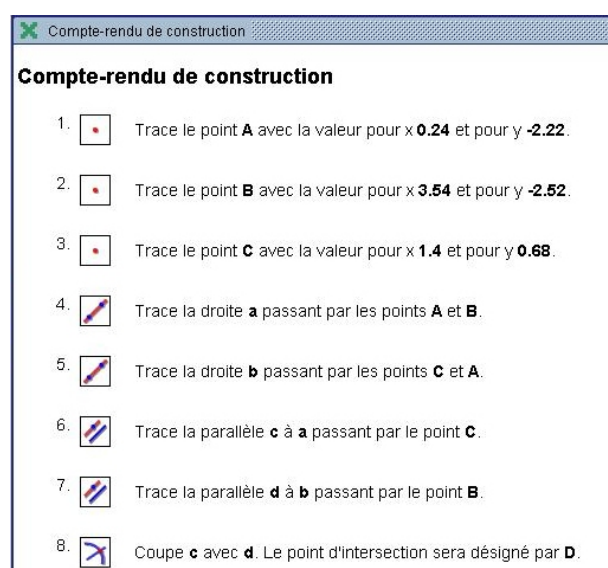 Compte-rendu de construction
Compte-rendu de construction
1. Trace le point A avec la valeur pour x 0.24 et pour y -2.22.
2. Trace le point B avec la valeur pour x 3.54 et pour y -2.52.
3. Trace le point C avec la valeur pour x 1.4 et pour y 0.68.
4. Trace la droite a passant par les points A et B.
5. Trace la droite b passant par les points C et A.
6. Trace la parallèle c à a passant par le point C.
7. Trace la parallèle d à b passant par le point B.
8. Coupe c avec d. Le point d'intersection sera désigné par D.